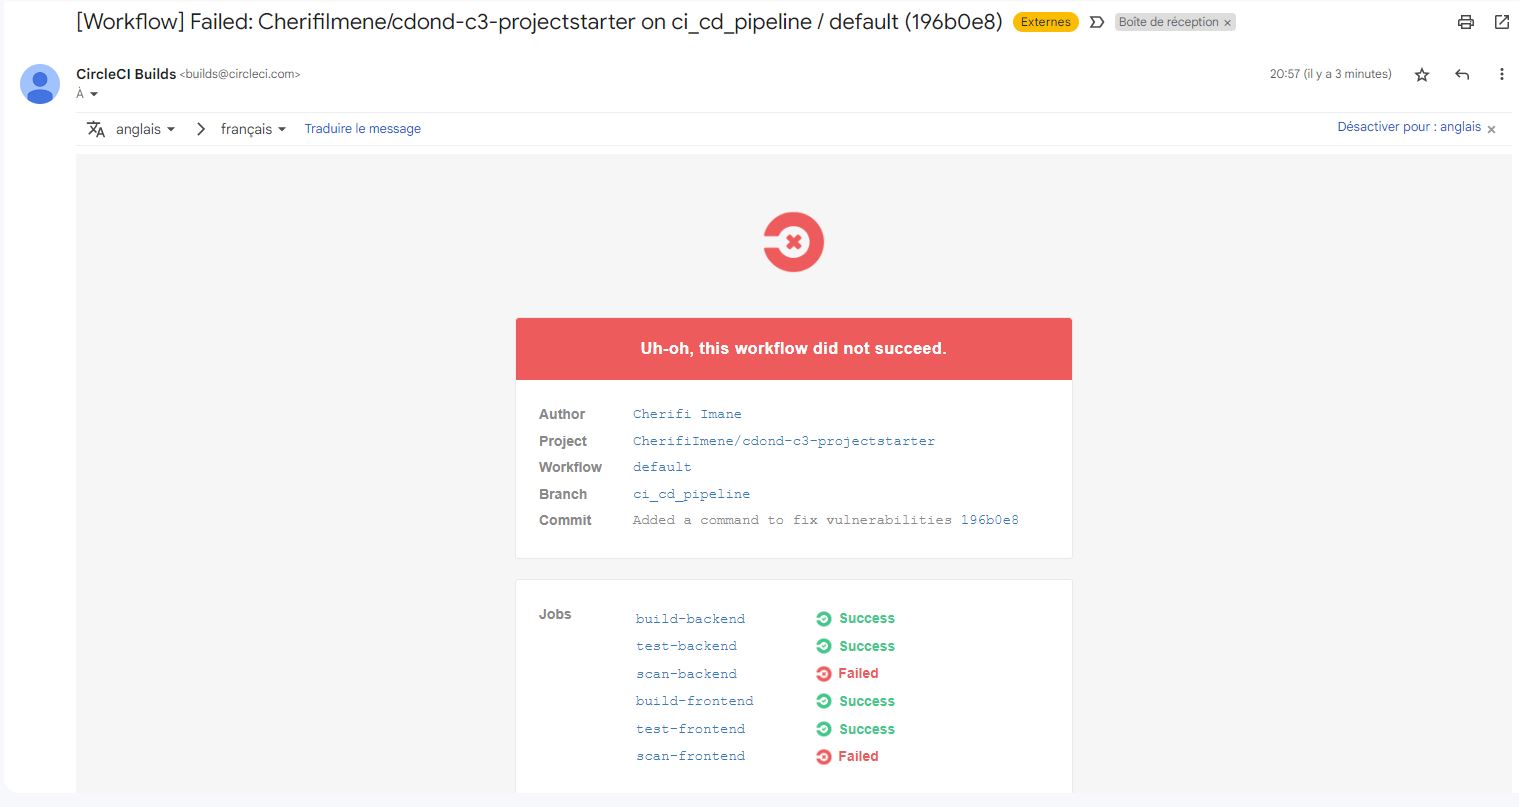 [Workflow] Failed: CherifiImene/cdond-c3-projectstarter on ci_cd_pipeline / default (196b0e8) Externes Boîte de réception ×
CircleCI Builds <builds@circleci.com> 20:57 (il y a 3 minutes)
À
anglais français Traduire le message Désactiver pour : anglais ×
Uh-oh, this workflow did not succeed.
Author Cherifi Imane
Project CherifiImene/cdond-c3-projectstarter
Workflow default
Branch ci_cd_pipeline
Commit Added a command to fix vulnerabilities 196b0e8
Jobs build-backend Success
test-backend Success
scan-backend Failed
build-frontend Success
test-frontend Success
scan-frontend Failed